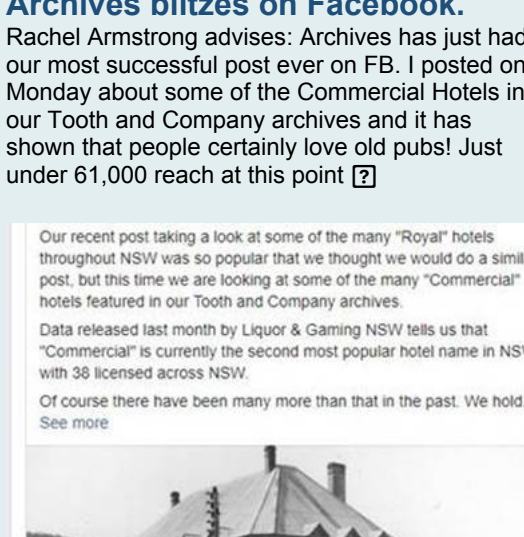 Archives blitzes on Facebook.
Rachel Armstrong advises: Archives has just had
our most successful post ever on FB. I posted on
Monday about some of the Commercial Hotels in
our Tooth and Company archives and it has
shown that people certainly love old pubs! Just
under 61,000 reach at this point [?]
Our recent post taking a look at some of the many "Royal" hotels
throughout NSW was so popular that we thought we would do a simil
post, but this time we are looking at some of the many "Commercial"
hotels featured in our Tooth and Company archives.
Data released last month by Liquor & Gaming NSW tells us that
"Commercial" is currently the second most popular hotel name in NSW
with 38 licensed across NSW.
Of course there have been many more than that in the past. We hold
See more